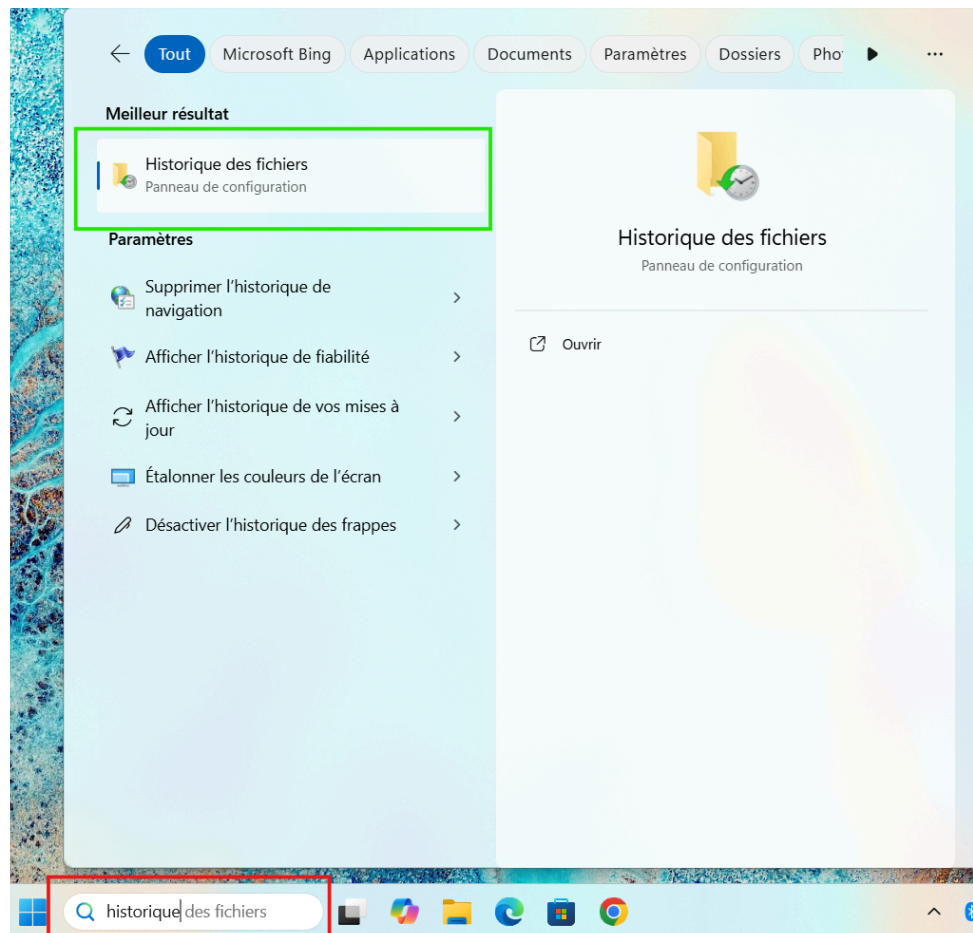 Tout Microsoft Bing Applications Documents Paramètres Dossiers Pho ...
Meilleur résultat
Historique des fichiers
Panneau de configuration
Paramètres
Supprimer l’historique de
navigation
Afficher l’historique de fiabilité
Afficher l’historique de vos mises à
jour
Étalonner les couleurs de l’écran
Désactiver l’historique des frappes
Historique des fichiers
Panneau de configuration
Ouvrir
historique des fichiers